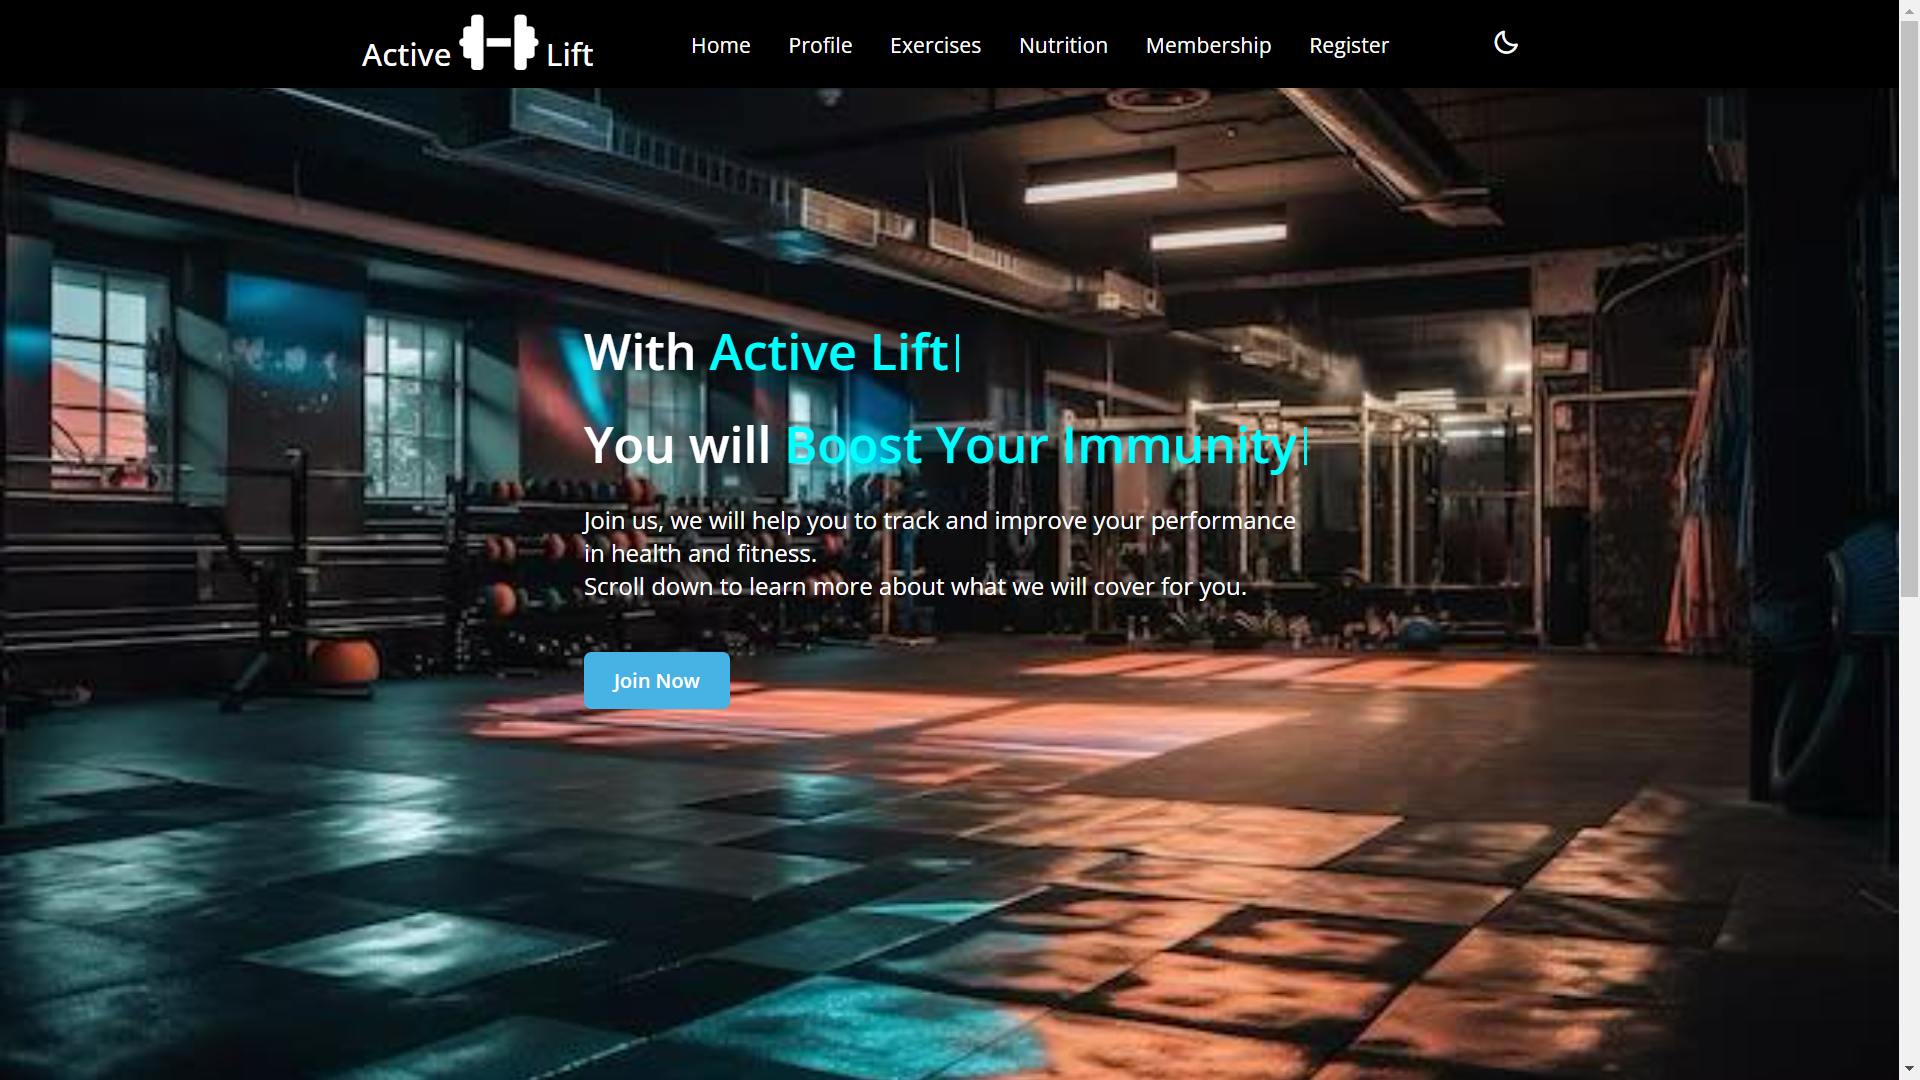 Active Lift
Home Profile Exercises Nutrition Membership Register
With Active Lift|
You will Boost Your Immunity|
Join us, we will help you to track and improve your performance
in health and fitness.
Scroll down to learn more about what we will cover for you.
Join Now